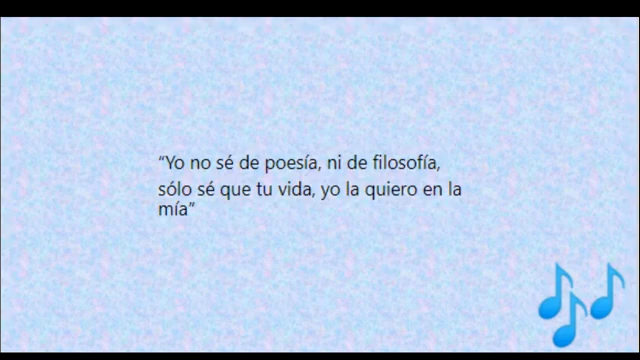 “Yo no sé de poesía, ni de filosofía,
sólo sé que tu vida, yo la quiero en la
mía”